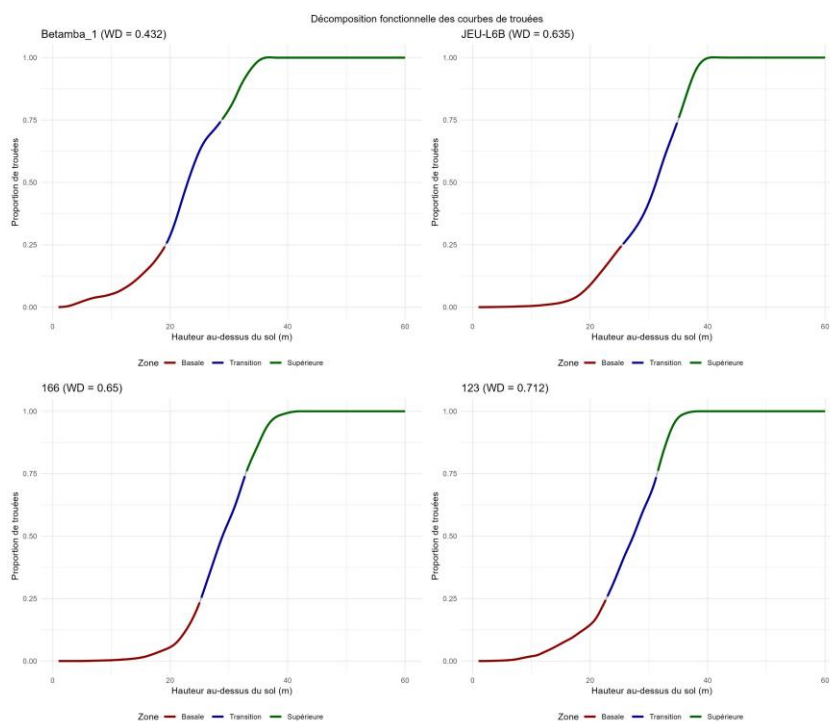 Décomposition fonctionnelle des courbes de trouées
Betamba_1 (WD = 0.432)
1.00
0.75
0.50
0.25
0.00
Proportion de trouées
0 20 40 60
Hauteur au-dessus du sol (m)
Zone Basale Transition Supérieure
JEU-L6B (WD = 0.635)
1.00
0.75
0.50
0.25
0.00
Proportion de trouées
0 20 40 60
Hauteur au-dessus du sol (m)
Zone Basale Transition Supérieure
166 (WD = 0.65)
1.00
0.75
0.50
0.25
0.00
Proportion de trouées
0 20 40 60
Hauteur au-dessus du sol (m)
Zone Basale Transition Supérieure
123 (WD = 0.712)
1.00
0.75
0.50
0.25
0.00
Proportion de trouées
0 20 40 60
Hauteur au-dessus du sol (m)
Zone Basale Transition Supérieure